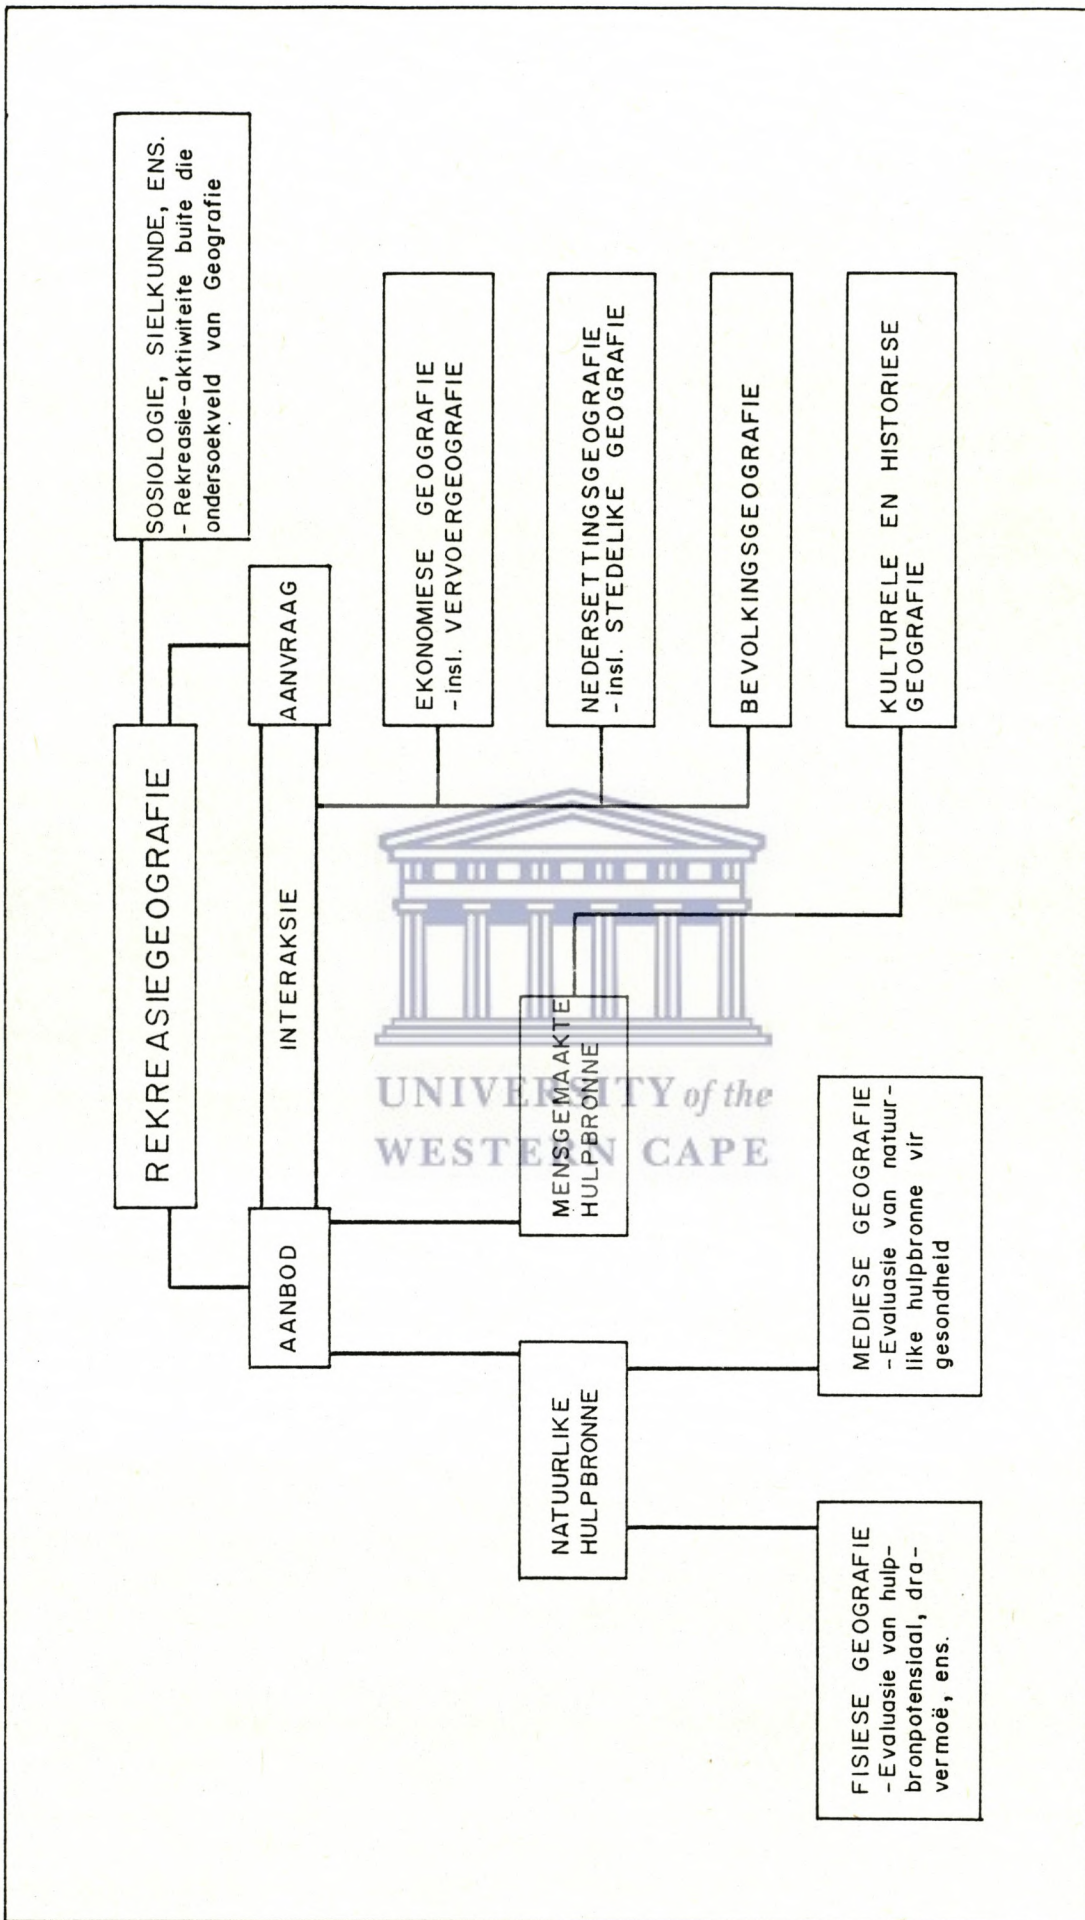 REKREASIEGEOGRAFIE
SOSIOLOGIE, SIELKUNDE, ENS.
- Rekreasie-aktiwiteite buite die
ondersoekveld van Geografie
AANBOD
INTERAKSIE
AANVRAAG
EKONOMIESE GEOGRAFIE
- insl. VERVOERGEOGRAFIE
NEDERSETTINGSGEOGRAFIE
- insl. STEDELIKE GEOGRAFIE
BEVOLKINGSGEOGRAFIE
KULTURELE EN HISTORIESE
GEOGRAFIE
NATUURLIKE
HULPBRONNE
MENSGEMAAKTE
HULPBRONNE
FISIESE GEOGRAFIE
- Evaluasie van hulp-
bronpotensiaal, dra-
vermoë, ens.
MEDIESE GEOGRAFIE
- Evaluasie van natuur-
like hulpbronne vir
gesondheid
UNIVERSITY of the
WESTERN CAPE